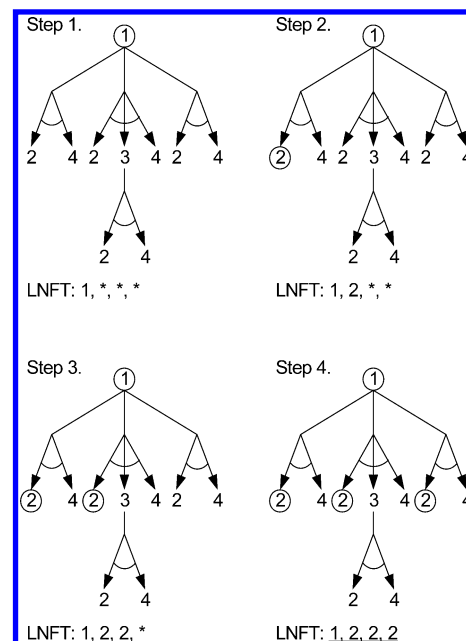 Step 1.
1
2 4 2 3 4 2 4
2 4
LNFT: 1, *, *, *
Step 2.
1
2 4 2 3 4 2 4
2 4
LNFT: 1, 2, *, *
Step 3.
1
2 4 2 3 4 2 4
2 4
LNFT: 1, 2, 2, *
Step 4.
1
2 4 2 3 4 2 4
2 4
LNFT: 1, 2, 2, 2